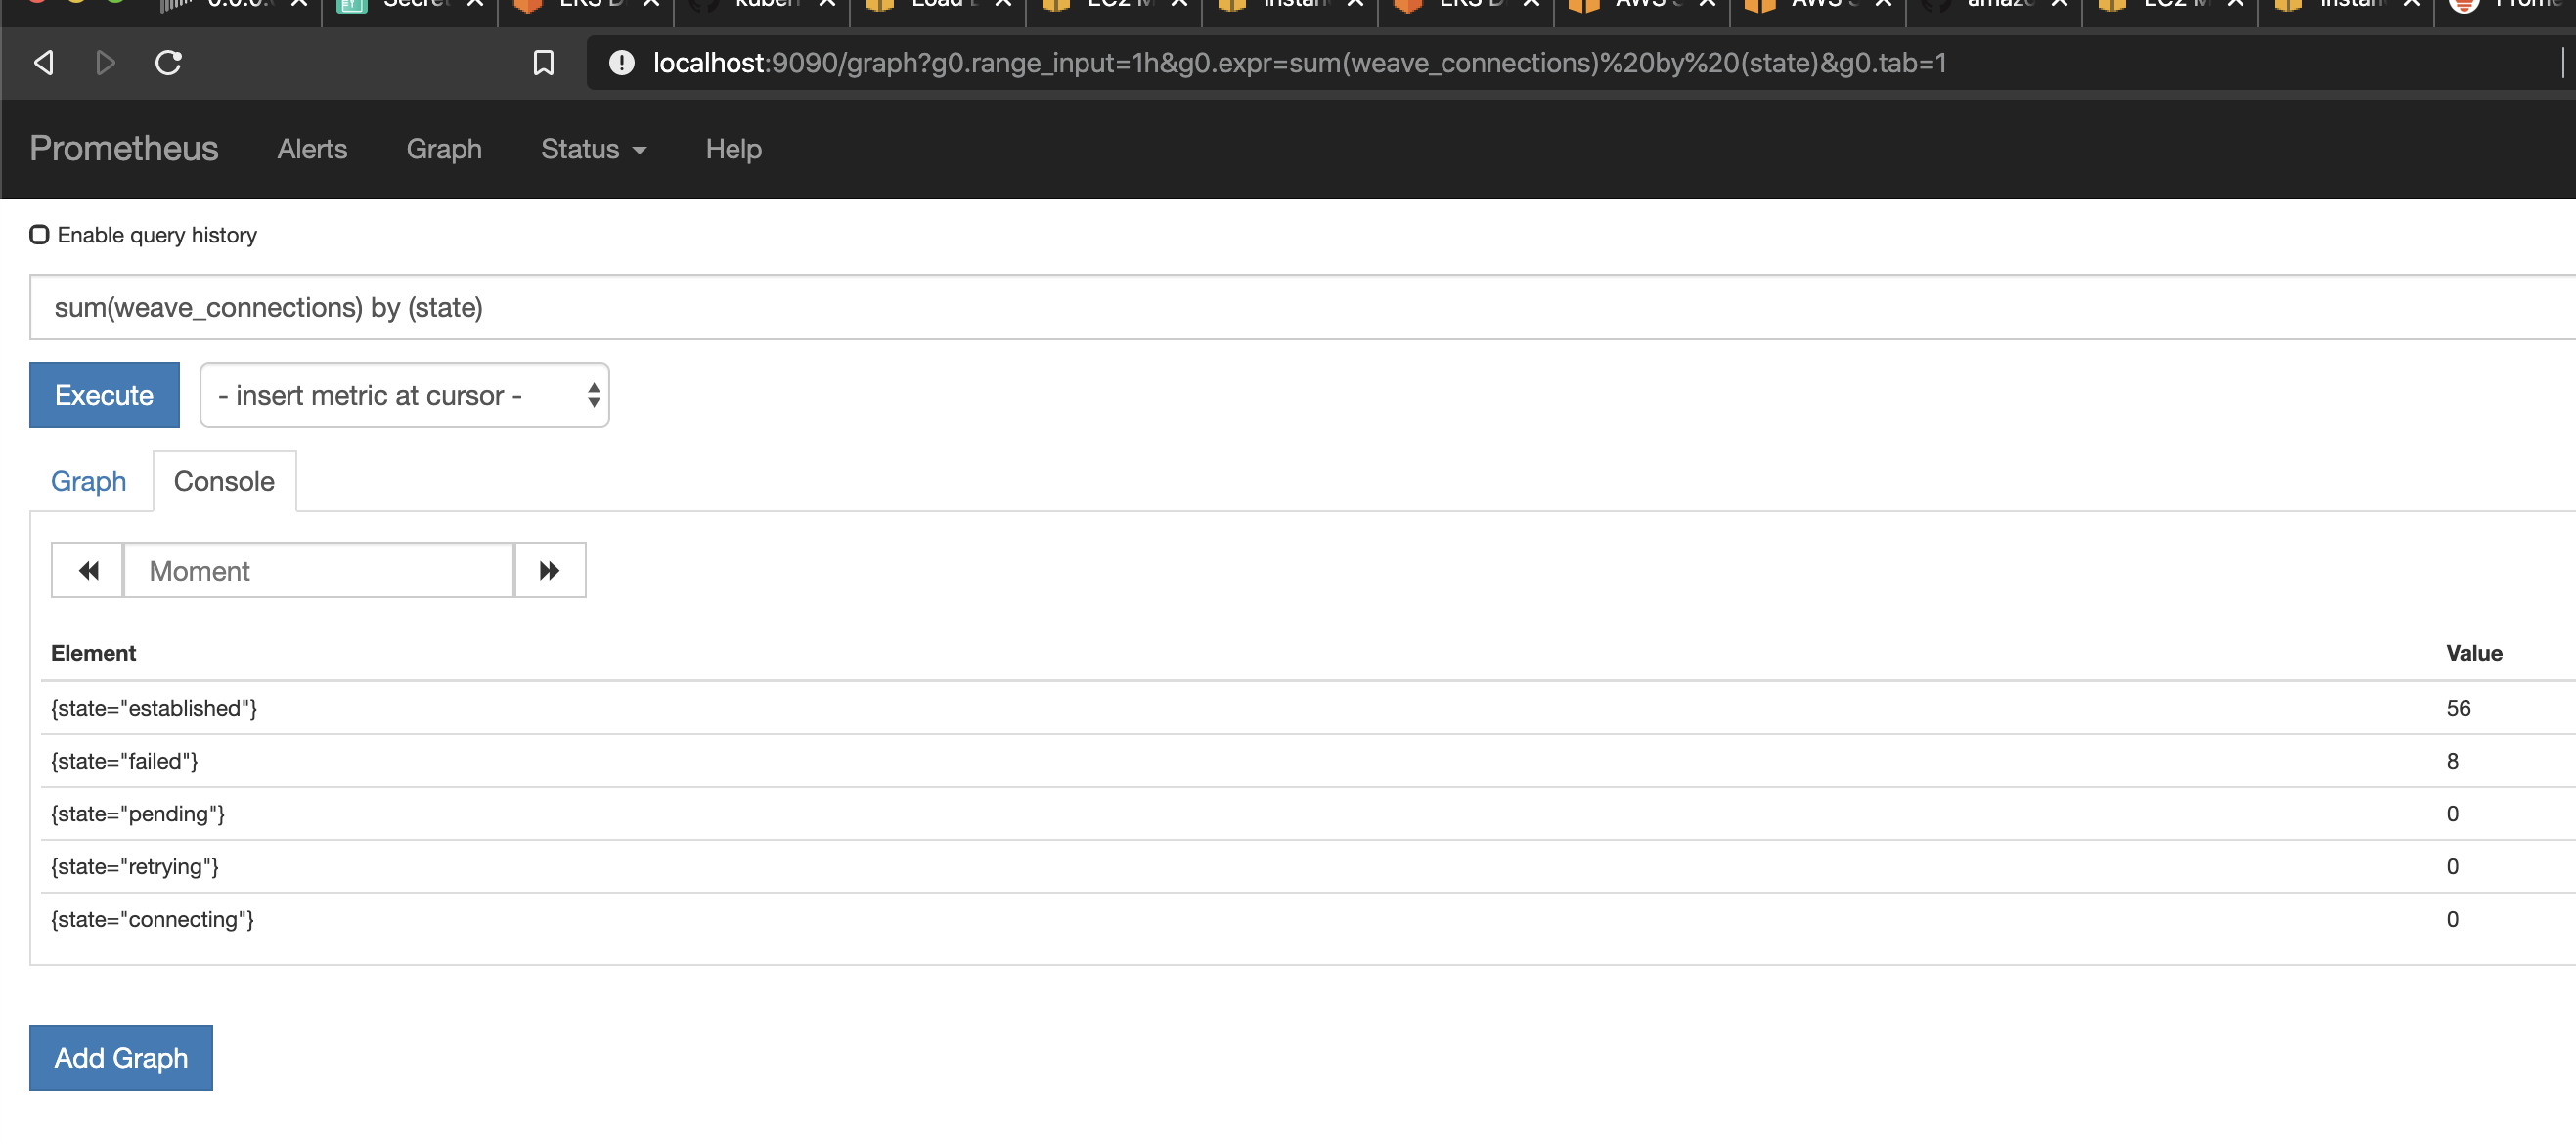 localhost:9090/graph?g0.range_input=1h&g0.expr=sum(weave_connections)%20by%20(state)&g0.tab=1
Prometheus Alerts Graph Status Help
Enable query history
sum(weave_connections) by (state)
Execute - insert metric at cursor -
Graph Console
Moment
Element Value
{state="established"} 56
{state="failed"} 8
{state="pending"} 0
{state="retrying"} 0
{state="connecting"} 0
Add Graph